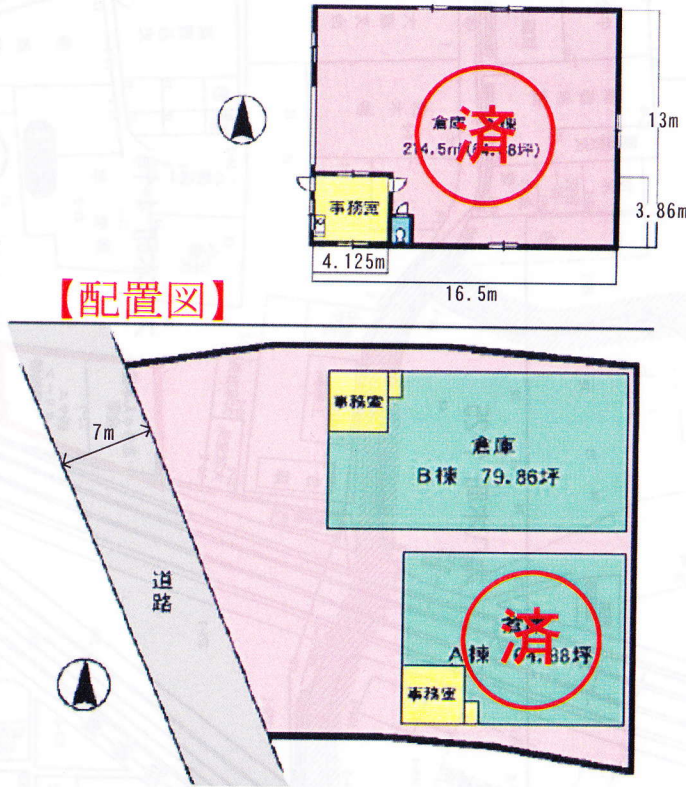 倉庫
済
棟
事務室
13m
3.86m
4.125m
16.5m
【配置図】
7m
道路
事務室
倉庫
B棟 79.86坪
済
A棟
事務室